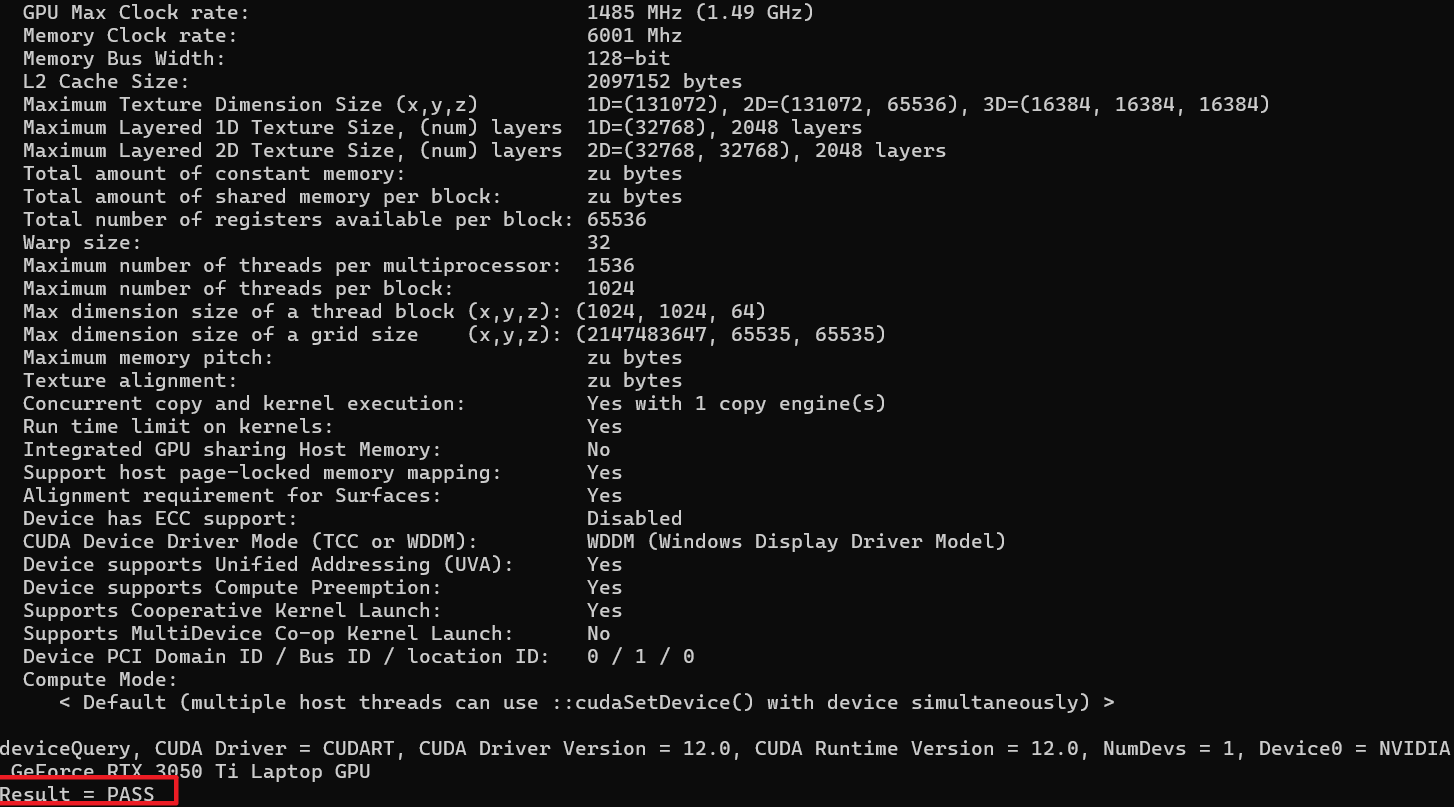 GPU Max Clock rate: 1485 MHz (1.49 GHz)
Memory Clock rate: 6001 Mhz
Memory Bus Width: 128-bit
L2 Cache Size: 2097152 bytes
Maximum Texture Dimension Size (x,y,z) 1D=(131072), 2D=(131072, 65536), 3D=(16384, 16384, 16384)
Maximum Layered 1D Texture Size, (num) layers 1D=(32768), 2048 layers
Maximum Layered 2D Texture Size, (num) layers 2D=(32768, 32768), 2048 layers
Total amount of constant memory: zu bytes
Total amount of shared memory per block: zu bytes
Total number of registers available per block: 65536
Warp size: 32
Maximum number of threads per multiprocessor: 1536
Maximum number of threads per block: 1024
Max dimension size of a thread block (x,y,z): (1024, 1024, 64)
Max dimension size of a grid size (x,y,z): (2147483647, 65535, 65535)
Maximum memory pitch: zu bytes
Texture alignment: zu bytes
Concurrent copy and kernel execution: Yes with 1 copy engine(s)
Run time limit on kernels: Yes
Integrated GPU sharing Host Memory: No
Support host page-locked memory mapping: Yes
Alignment requirement for Surfaces: Yes
Device has ECC support: Disabled
CUDA Device Driver Mode (TCC or WDDM): WDDM (Windows Display Driver Model)
Device supports Unified Addressing (UVA): Yes
Device supports Compute Preemption: Yes
Supports Cooperative Kernel Launch: Yes
Supports MultiDevice Co-op Kernel Launch: No
Device PCI Domain ID / Bus ID / location ID: 0 / 1 / 0
Compute Mode:
< Default (multiple host threads can use ::cudaSetDevice() with device simultaneously) >
deviceQuery, CUDA Driver = CUDART, CUDA Driver Version = 12.0, CUDA Runtime Version = 12.0, NumDevs = 1, Device0 = NVIDIA
GeForce RTX 3050 Ti Laptop GPU
Result = PASS